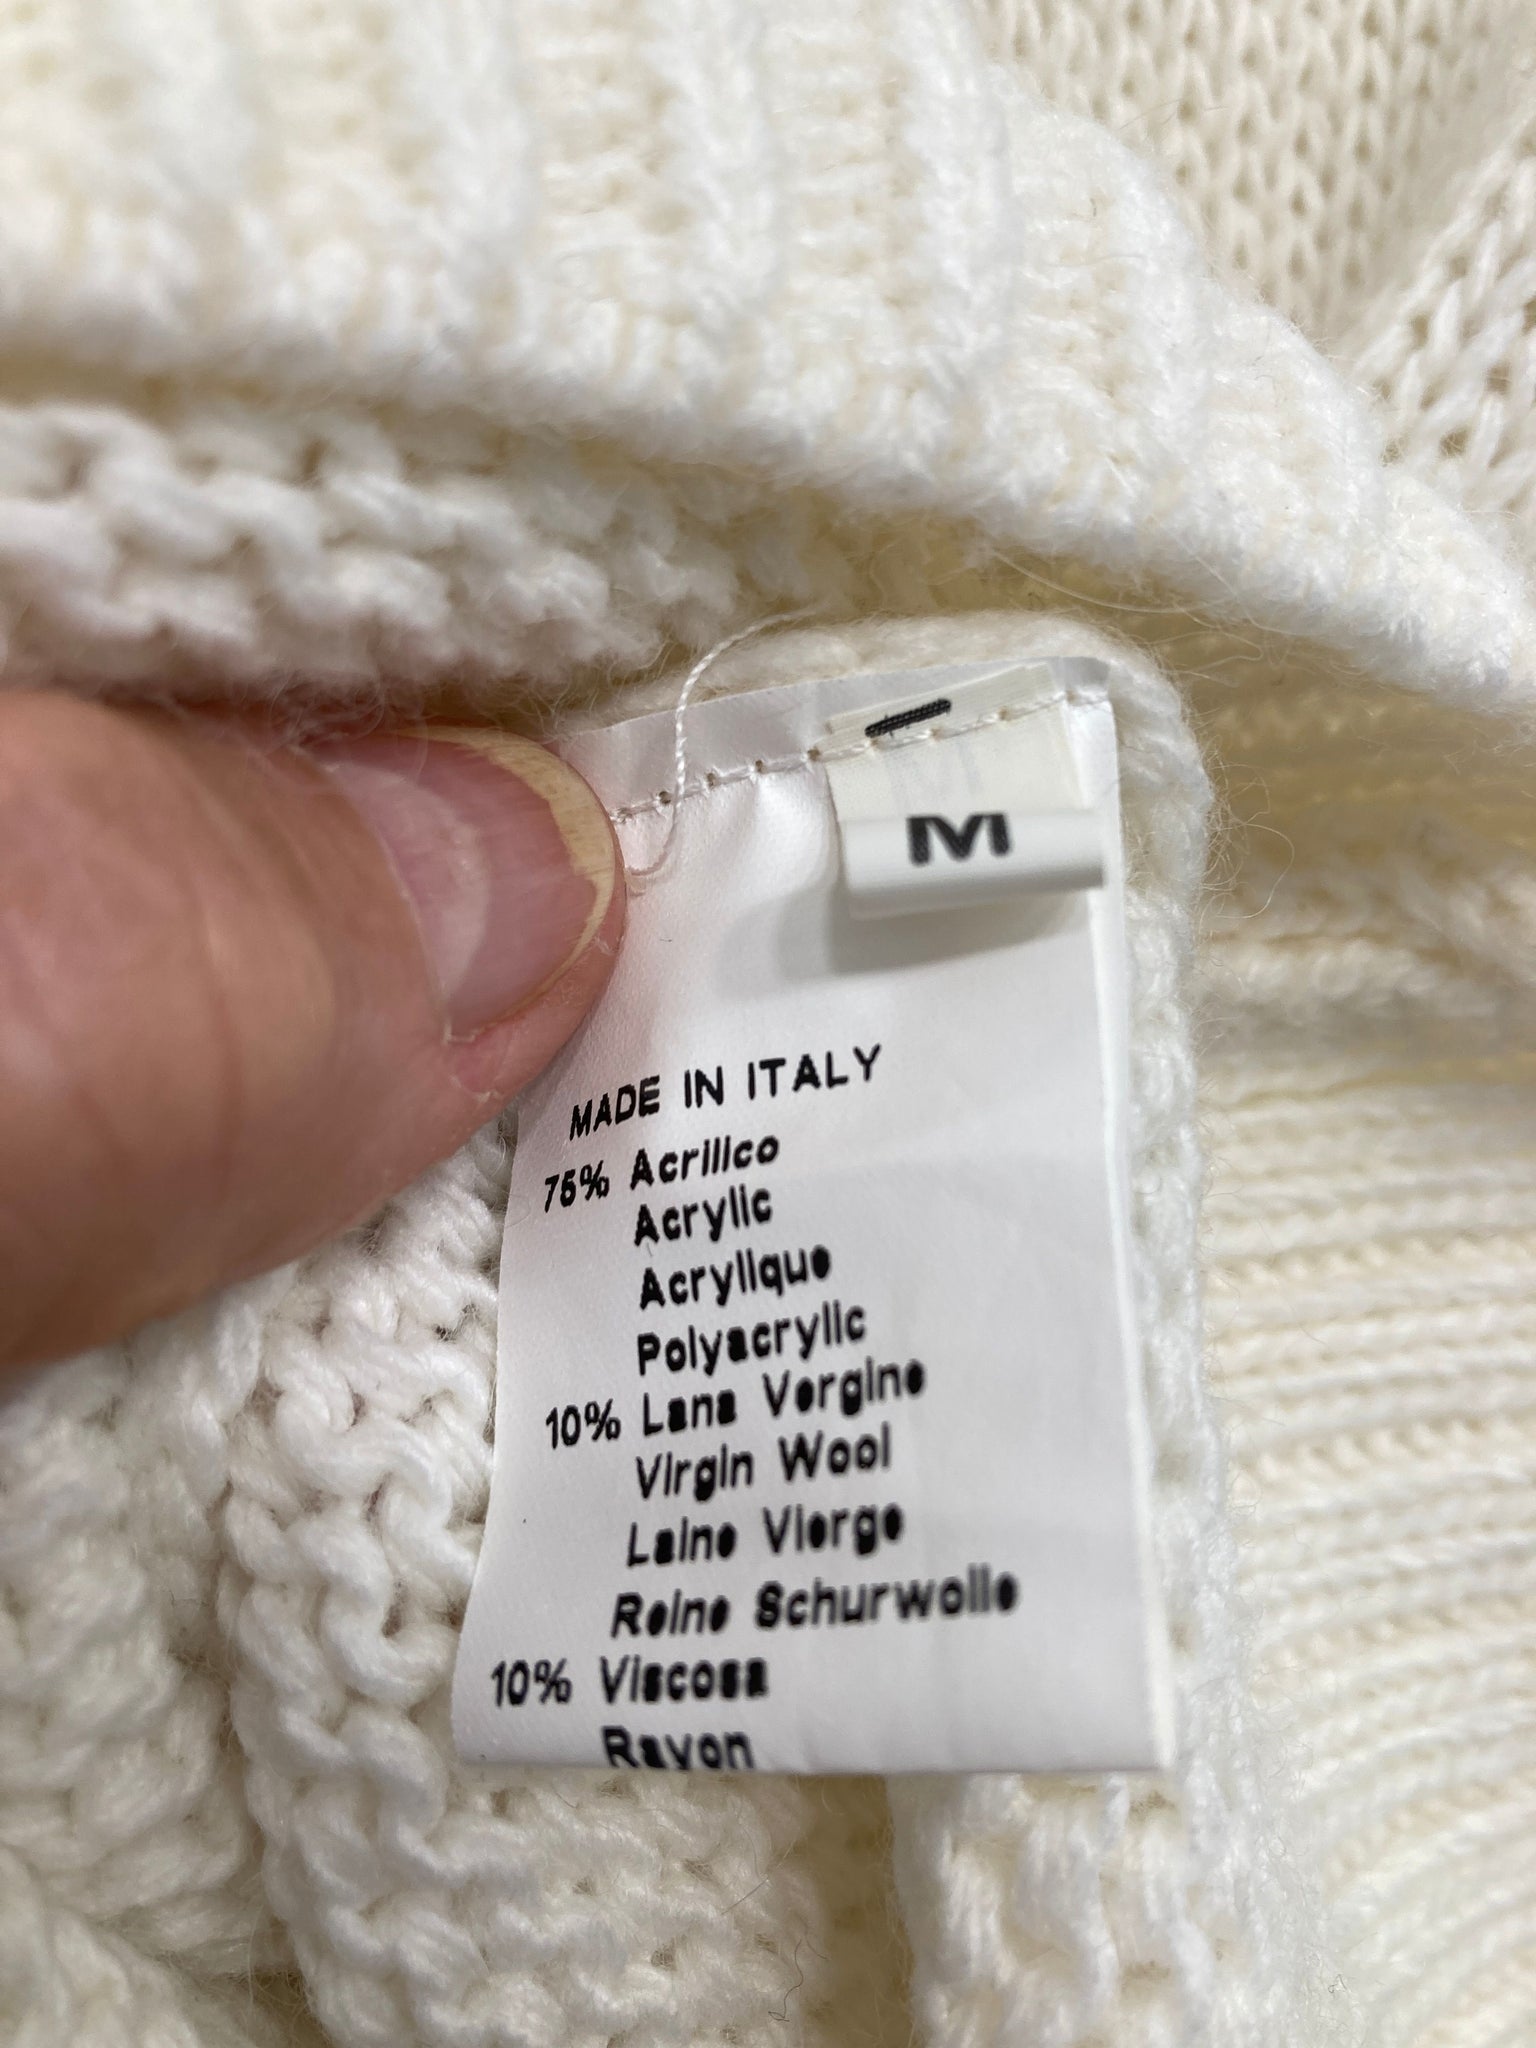 M
MADE IN ITALY
75% Acrilico
Acrylic
Acrylique
Polyacrylic
10% Lana Vergine
Virgin Wool
Laine Vierge
Reine Schurwolle
10% Viscosa
Rayon